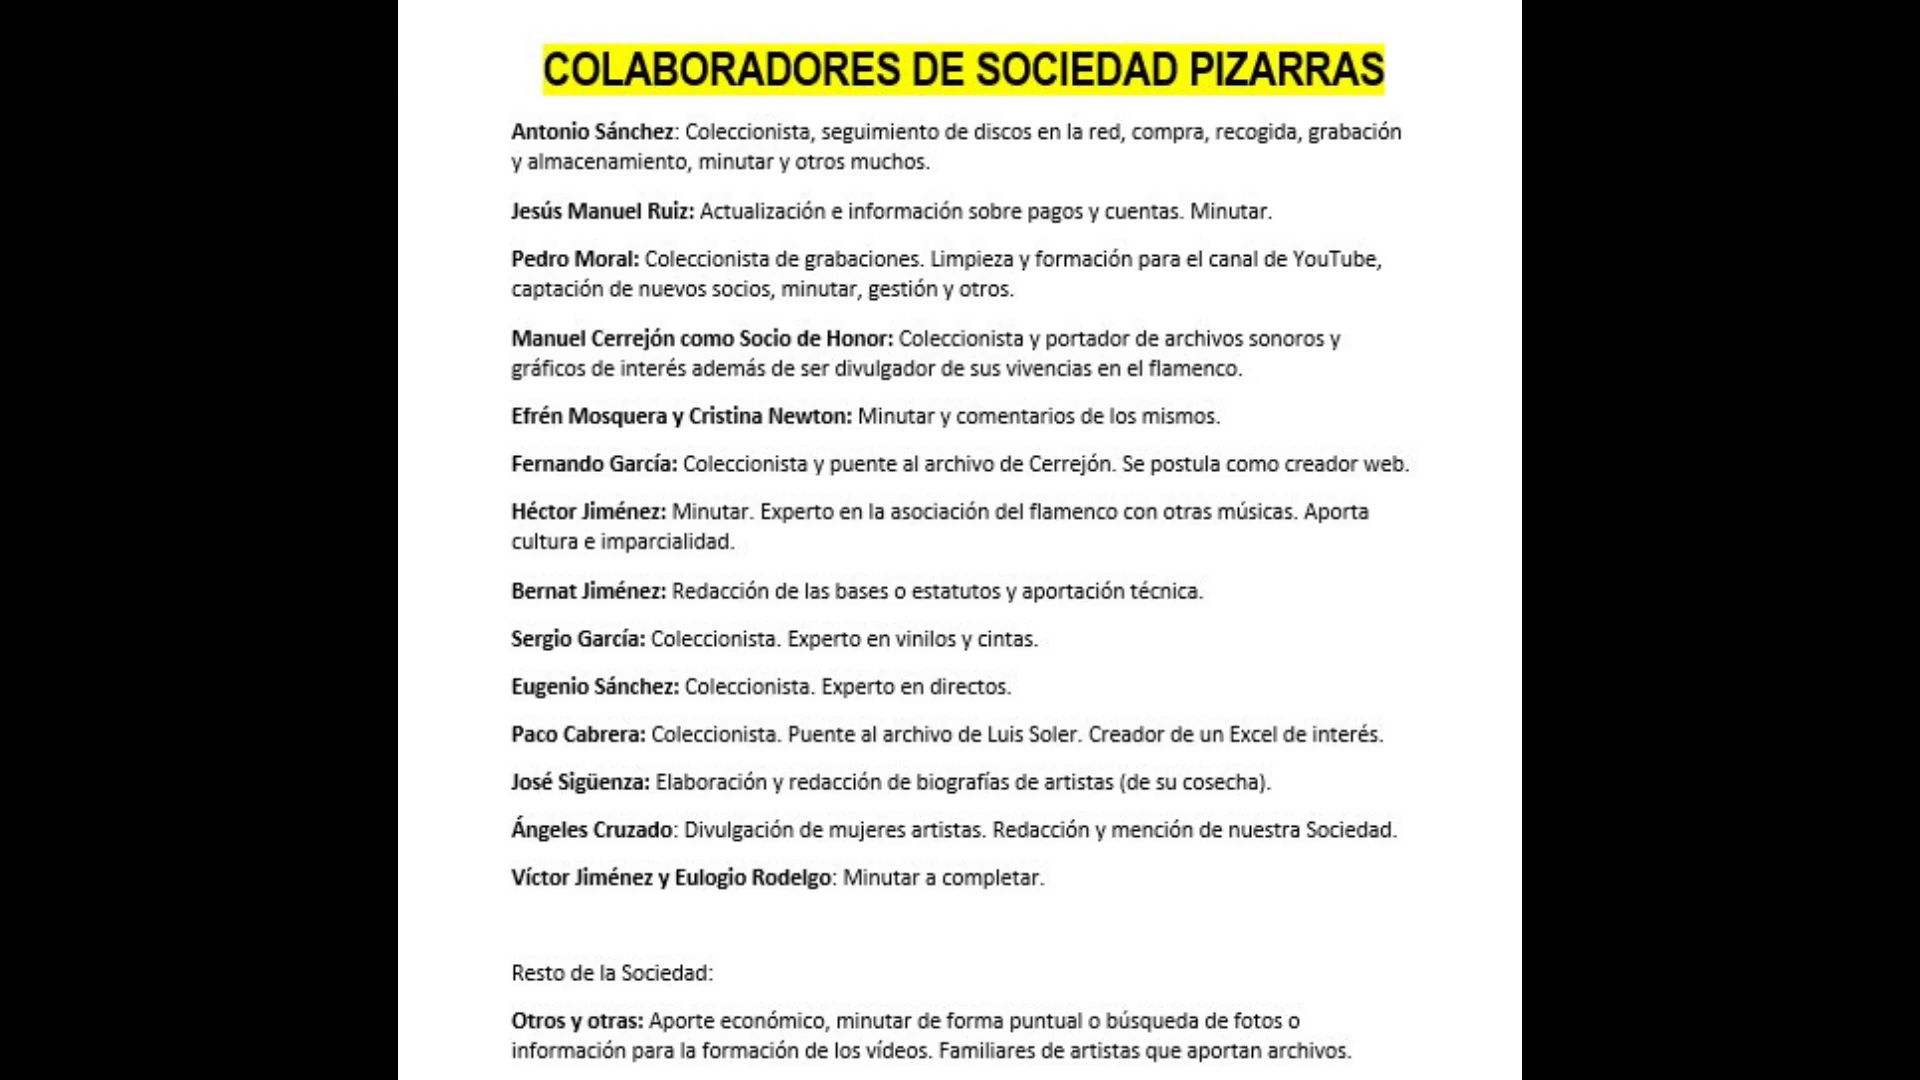 COLABORADORES DE SOCIEDAD PIZARRAS
Antonio Sánchez: Coleccionista, seguimiento de discos en la red, compra, recogida, grabación
y almacenamiento, minutar y otros muchos.
Jesús Manuel Ruiz: Actualización e información sobre pagos y cuentas. Minutar.
Pedro Moral: Coleccionista de grabaciones. Limpieza y formación para el canal de YouTube,
captación de nuevos socios, minutar, gestión y otros.
Manuel Cerrejón como Socio de Honor: Coleccionista y portador de archivos sonoros y
gráficos de interés además de ser divulgador de sus vivencias en el flamenco.
Efrén Mosquera y Cristina Newton: Minutar y comentarios de los mismos.
Fernando García: Coleccionista y puente al archivo de Cerrejón. Se postula como creador web.
Héctor Jiménez: Minutar. Experto en la asociación del flamenco con otras músicas. Aporta
cultura e imparcialidad.
Bernat Jiménez: Redacción de las bases o estatutos y aportación técnica.
Sergio García: Coleccionista. Experto en vinilos y cintas.
Eugenio Sánchez: Coleccionista. Experto en directos.
Paco Cabrera: Coleccionista. Puente al archivo de Luis Soler. Creador de un Excel de interés.
José Sigüenza: Elaboración y redacción de biografías de artistas (de su cosecha).
Ángeles Cruzado: Divulgación de mujeres artistas. Redacción y mención de nuestra Sociedad.
Víctor Jiménez y Eulogio Rodelgo: Minutar a completar.
Resto de la Sociedad:
Otros y otras: Aporte económico, minutar de forma puntual o búsqueda de fotos o
información para la formación de los vídeos. Familiares de artistas que aportan archivos.